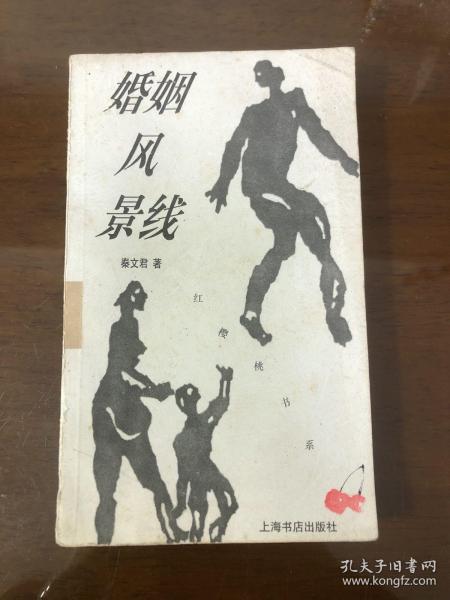 婚姻
风
景线
秦文君 著
红樱桃书系
上海书店出版社
孔夫子旧书网
www.kongfz.com